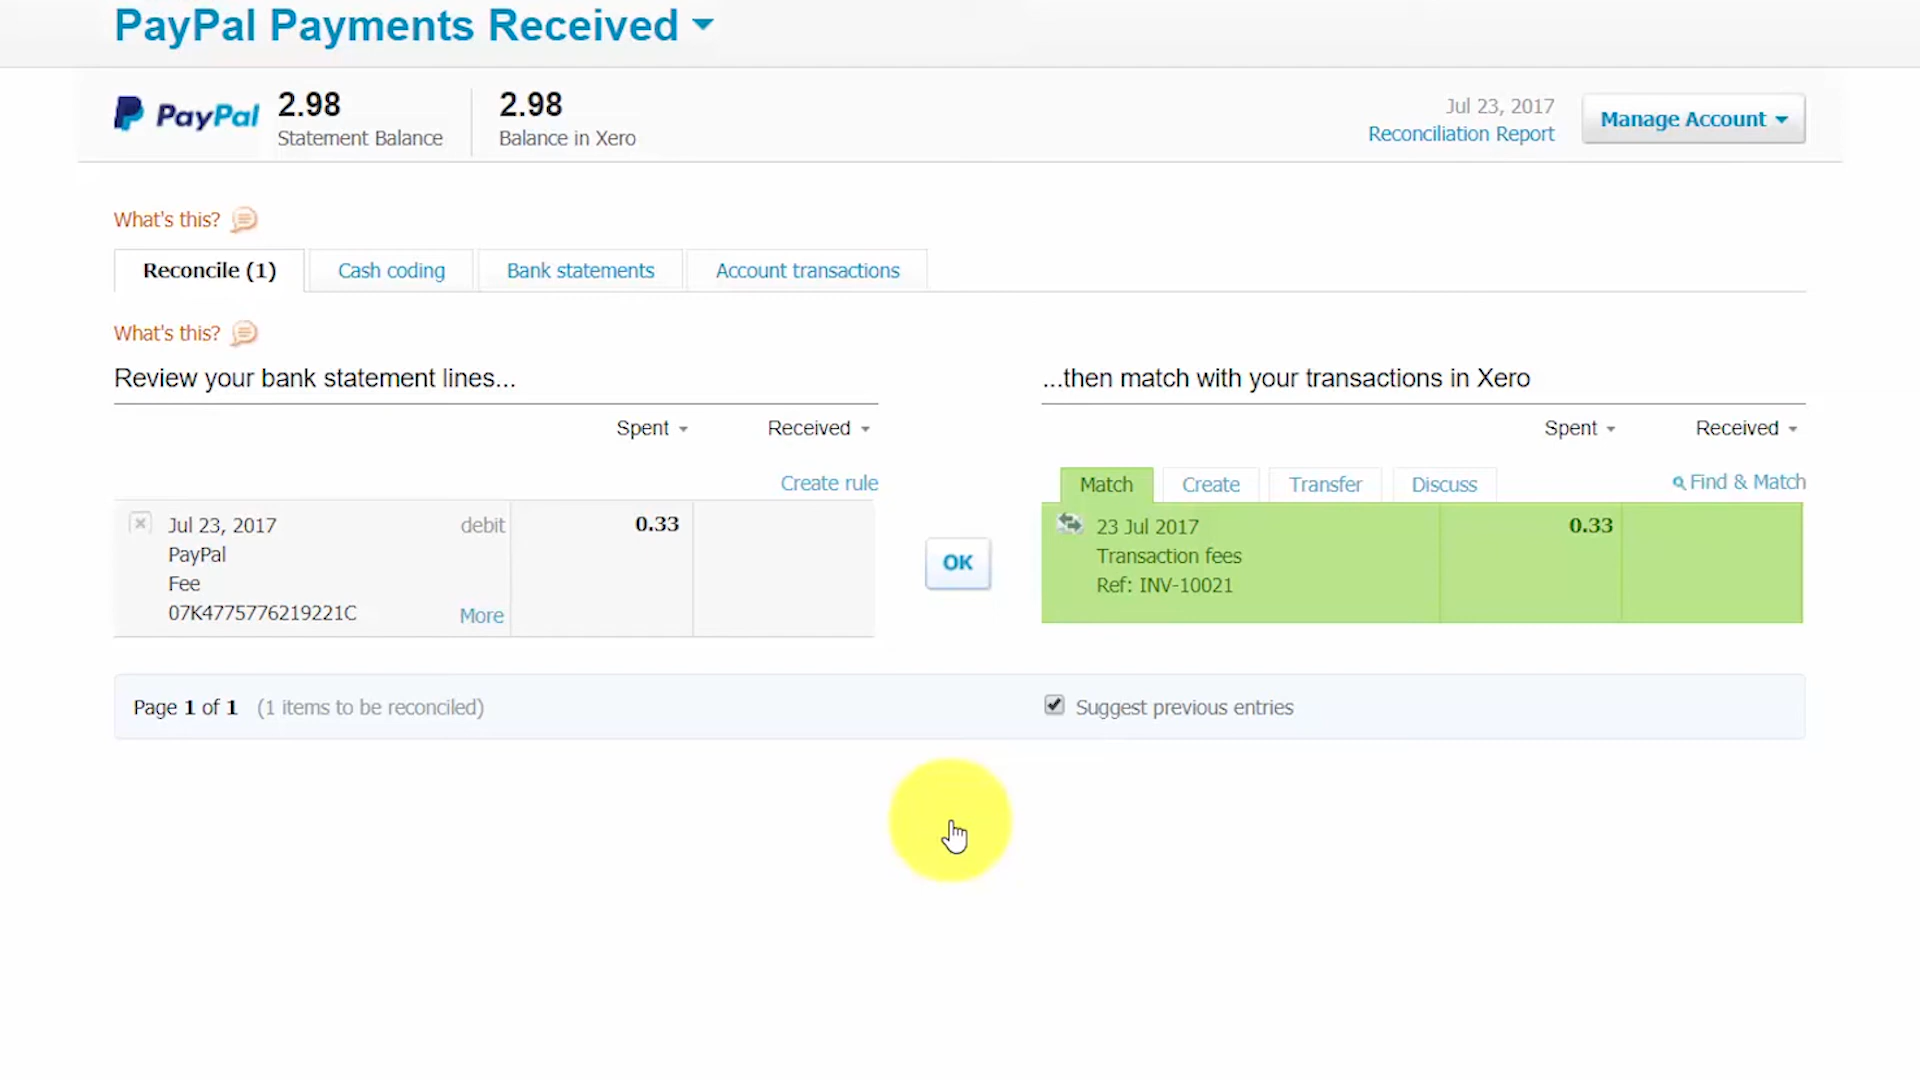 PayPal Payments Received
PayPal
2.98
Statement Balance
2.98
Balance in Xero
Jul 23, 2017
Reconciliation Report
Manage Account
What's this?
Reconcile (1)
Cash coding
Bank statements
Account transactions
What's this?
Review your bank statement lines...
...then match with your transactions in Xero
Spent
Received
Spent
Received
Create rule
Match
Create
Transfer
Discuss
Find & Match
Jul 23, 2017
debit
0.33
PayPal
Fee
07K4775776219221C
More
OK
23 Jul 2017
0.33
Transaction fees
Ref: INV-10021
Page 1 of 1 (1 items to be reconciled)
Suggest previous entries